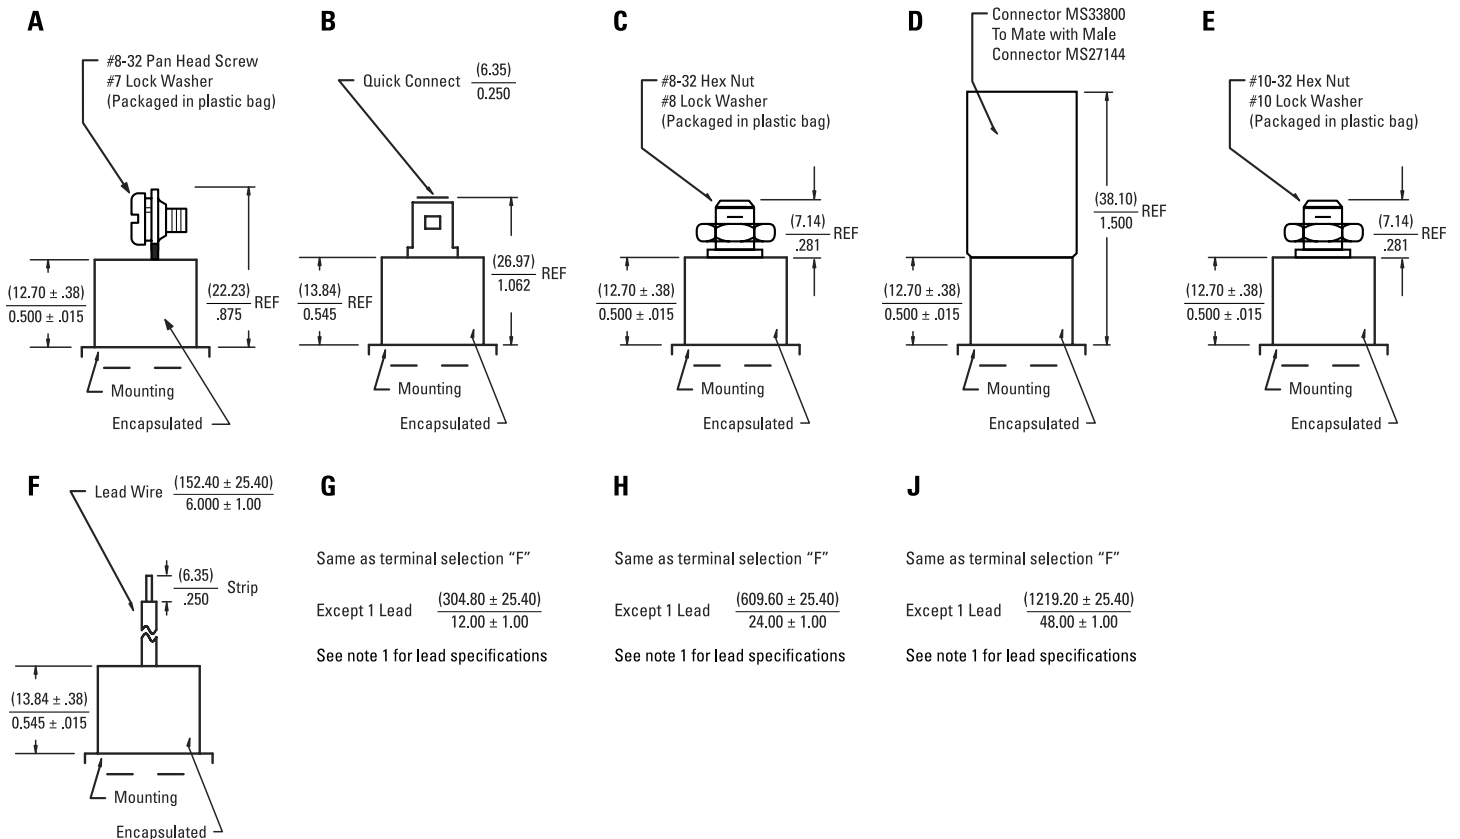 A
#8-32 Pan Head Screw
#7 Lock Washer
(Packaged in plastic bag)
(12.70 ± .38)
0.500 ± .015
(22.23)
.875
REF
Mounting
Encapsulated
B
Quick Connect
(6.35)
0.250
(13.84)
0.545
REF
(26.97)
1.062
REF
Mounting
Encapsulated
C
#8-32 Hex Nut
#8 Lock Washer
(Packaged in plastic bag)
(7.14)
.281
REF
(12.70 ± .38)
0.500 ± .015
Mounting
Encapsulated
D
Connector MS33800
To Mate with Male
Connector MS27144
(38.10)
1.500
REF
(12.70 ± .38)
0.500 ± .015
Mounting
Encapsulated
E
#10-32 Hex Nut
#10 Lock Washer
(Packaged in plastic bag)
(7.14)
.281
REF
(12.70 ± .38)
0.500 ± .015
Mounting
Encapsulated
F
Lead Wire
(152.40 ± 25.40)
6.000 ± 1.00
(6.35)
.250
Strip
(13.84 ± .38)
0.545 ± .015
Mounting
Encapsulated
G
Same as terminal selection “F”
Except 1 Lead
(304.80 ± 25.40)
12.00 ± 1.00
See note 1 for lead specifications
H
Same as terminal selection “F”
Except 1 Lead
(609.60 ± 25.40)
24.00 ± 1.00
See note 1 for lead specifications
J
Same as terminal selection “F”
Except 1 Lead
(1219.20 ± 25.40)
48.00 ± 1.00
See note 1 for lead specifications